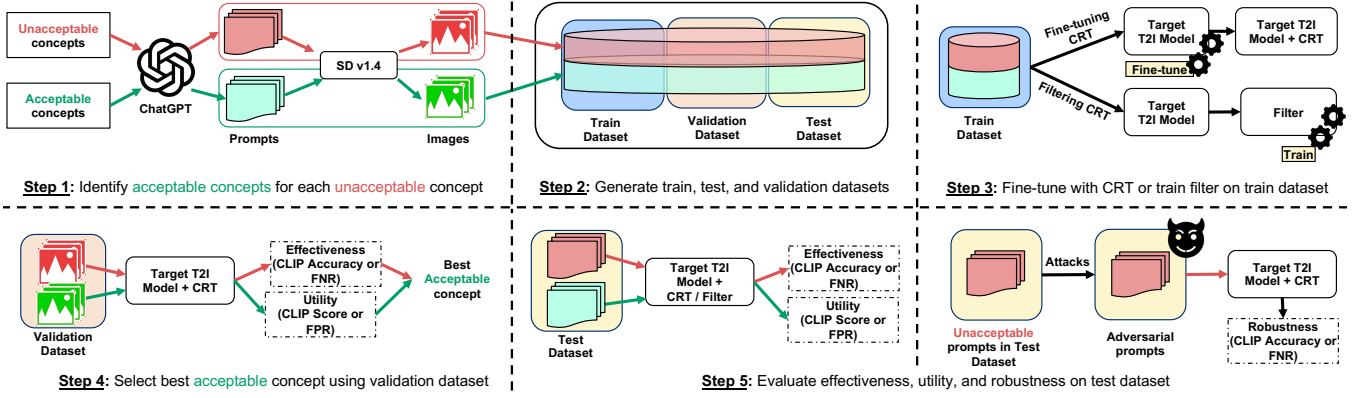 Unacceptable
concepts
Acceptable
concepts
ChatGPT
SD v1.4
Prompts
Images
Step 1: Identify acceptable concepts for each unacceptable concept
Train
Dataset
Validation
Dataset
Test
Dataset
Step 2: Generate train, test, and validation datasets
Train
Dataset
Fine-tuning
CRT
Filtering CRT
Target
T2I Model
Fine-tune
Target T2I
Model + CRT
Target
T2I Model
Filter
Train
Step 3: Fine-tune with CRT or train filter on train dataset
Validation
Dataset
Target T2I
Model + CRT
Effectiveness
(CLIP Accuracy or
FNR)
Utility
(CLIP Score or
FPR)
Best
Acceptable
concept
Step 4: Select best acceptable concept using validation dataset
Test
Dataset
Target T2I
Model +
CRT / Filter
Effectiveness
(CLIP Accuracy or
FNR)
Utility
(CLIP Score or
FPR)
Unacceptable
prompts in Test
Dataset
Attacks
Adversarial
prompts
Target T2I
Model + CRT
Robustness
(CLIP Accuracy or
FNR)
Step 5: Evaluate effectiveness, utility, and robustness on test dataset